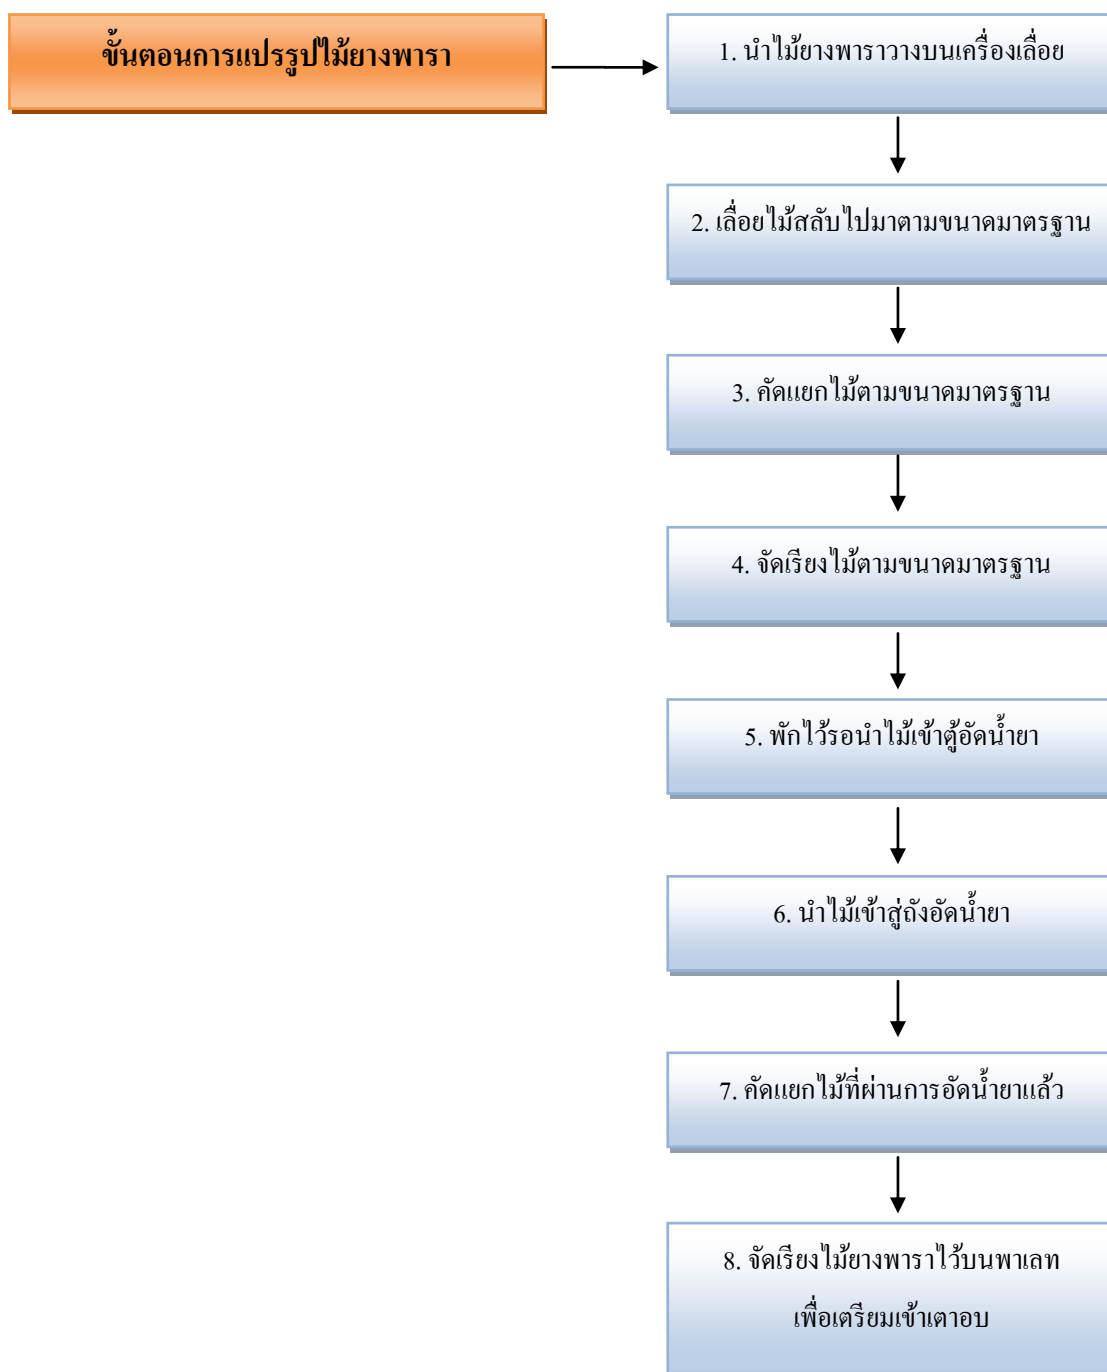 ขั้นตอนการแปรรูปไม้ยางพารา
1. นำไม้ยางพาราวางบนเครื่องเลื่อย
2. เลื่อยไม้สลับไปมาตามขนาดมาตรฐาน
3. คัดแยกไม้ตามขนาดมาตรฐาน
4. จัดเรียงไม้ตามขนาดมาตรฐาน
5. พักไว้รอนำไม้เข้าตู้อัดน้ำยา
6. นำไม้เข้าสู่ถังอัดน้ำยา
7. คัดแยกไม้ที่ผ่านการอัดน้ำยาแล้ว
8. จัดเรียงไม้ยางพาราไว้บนพาเลท
เพื่อเตรียมเข้าเตาอบ